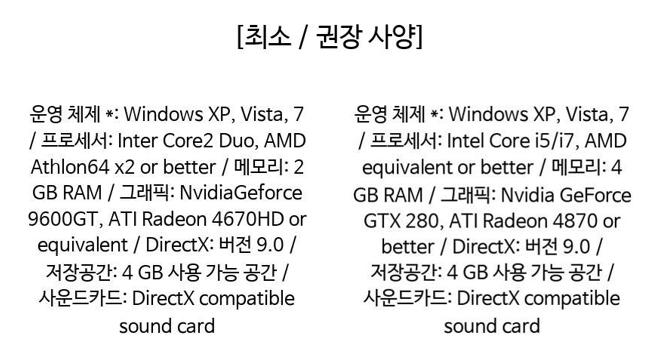 [최소 / 권장 사양]
운영 체제 *: Windows XP, Vista, 7
/ 프로세서: Inter Core2 Duo, AMD
Athlon64 x2 or better / 메모리: 2
GB RAM / 그래픽: NvidiaGeforce
9600GT, ATI Radeon 4670HD or
equivalent / DirectX: 버전 9.0 /
저장공간: 4 GB 사용 가능 공간 /
사운드카드: DirectX compatible
sound card
운영 체제 *: Windows XP, Vista, 7
/ 프로세서: Intel Core i5/i7, AMD
equivalent or better / 메모리: 4
GB RAM / 그래픽: Nvidia GeForce
GTX 280, ATI Radeon 4870 or
better / DirectX: 버전 9.0 /
저장공간: 4 GB 사용 가능 공간 /
사운드카드: DirectX compatible
sound card